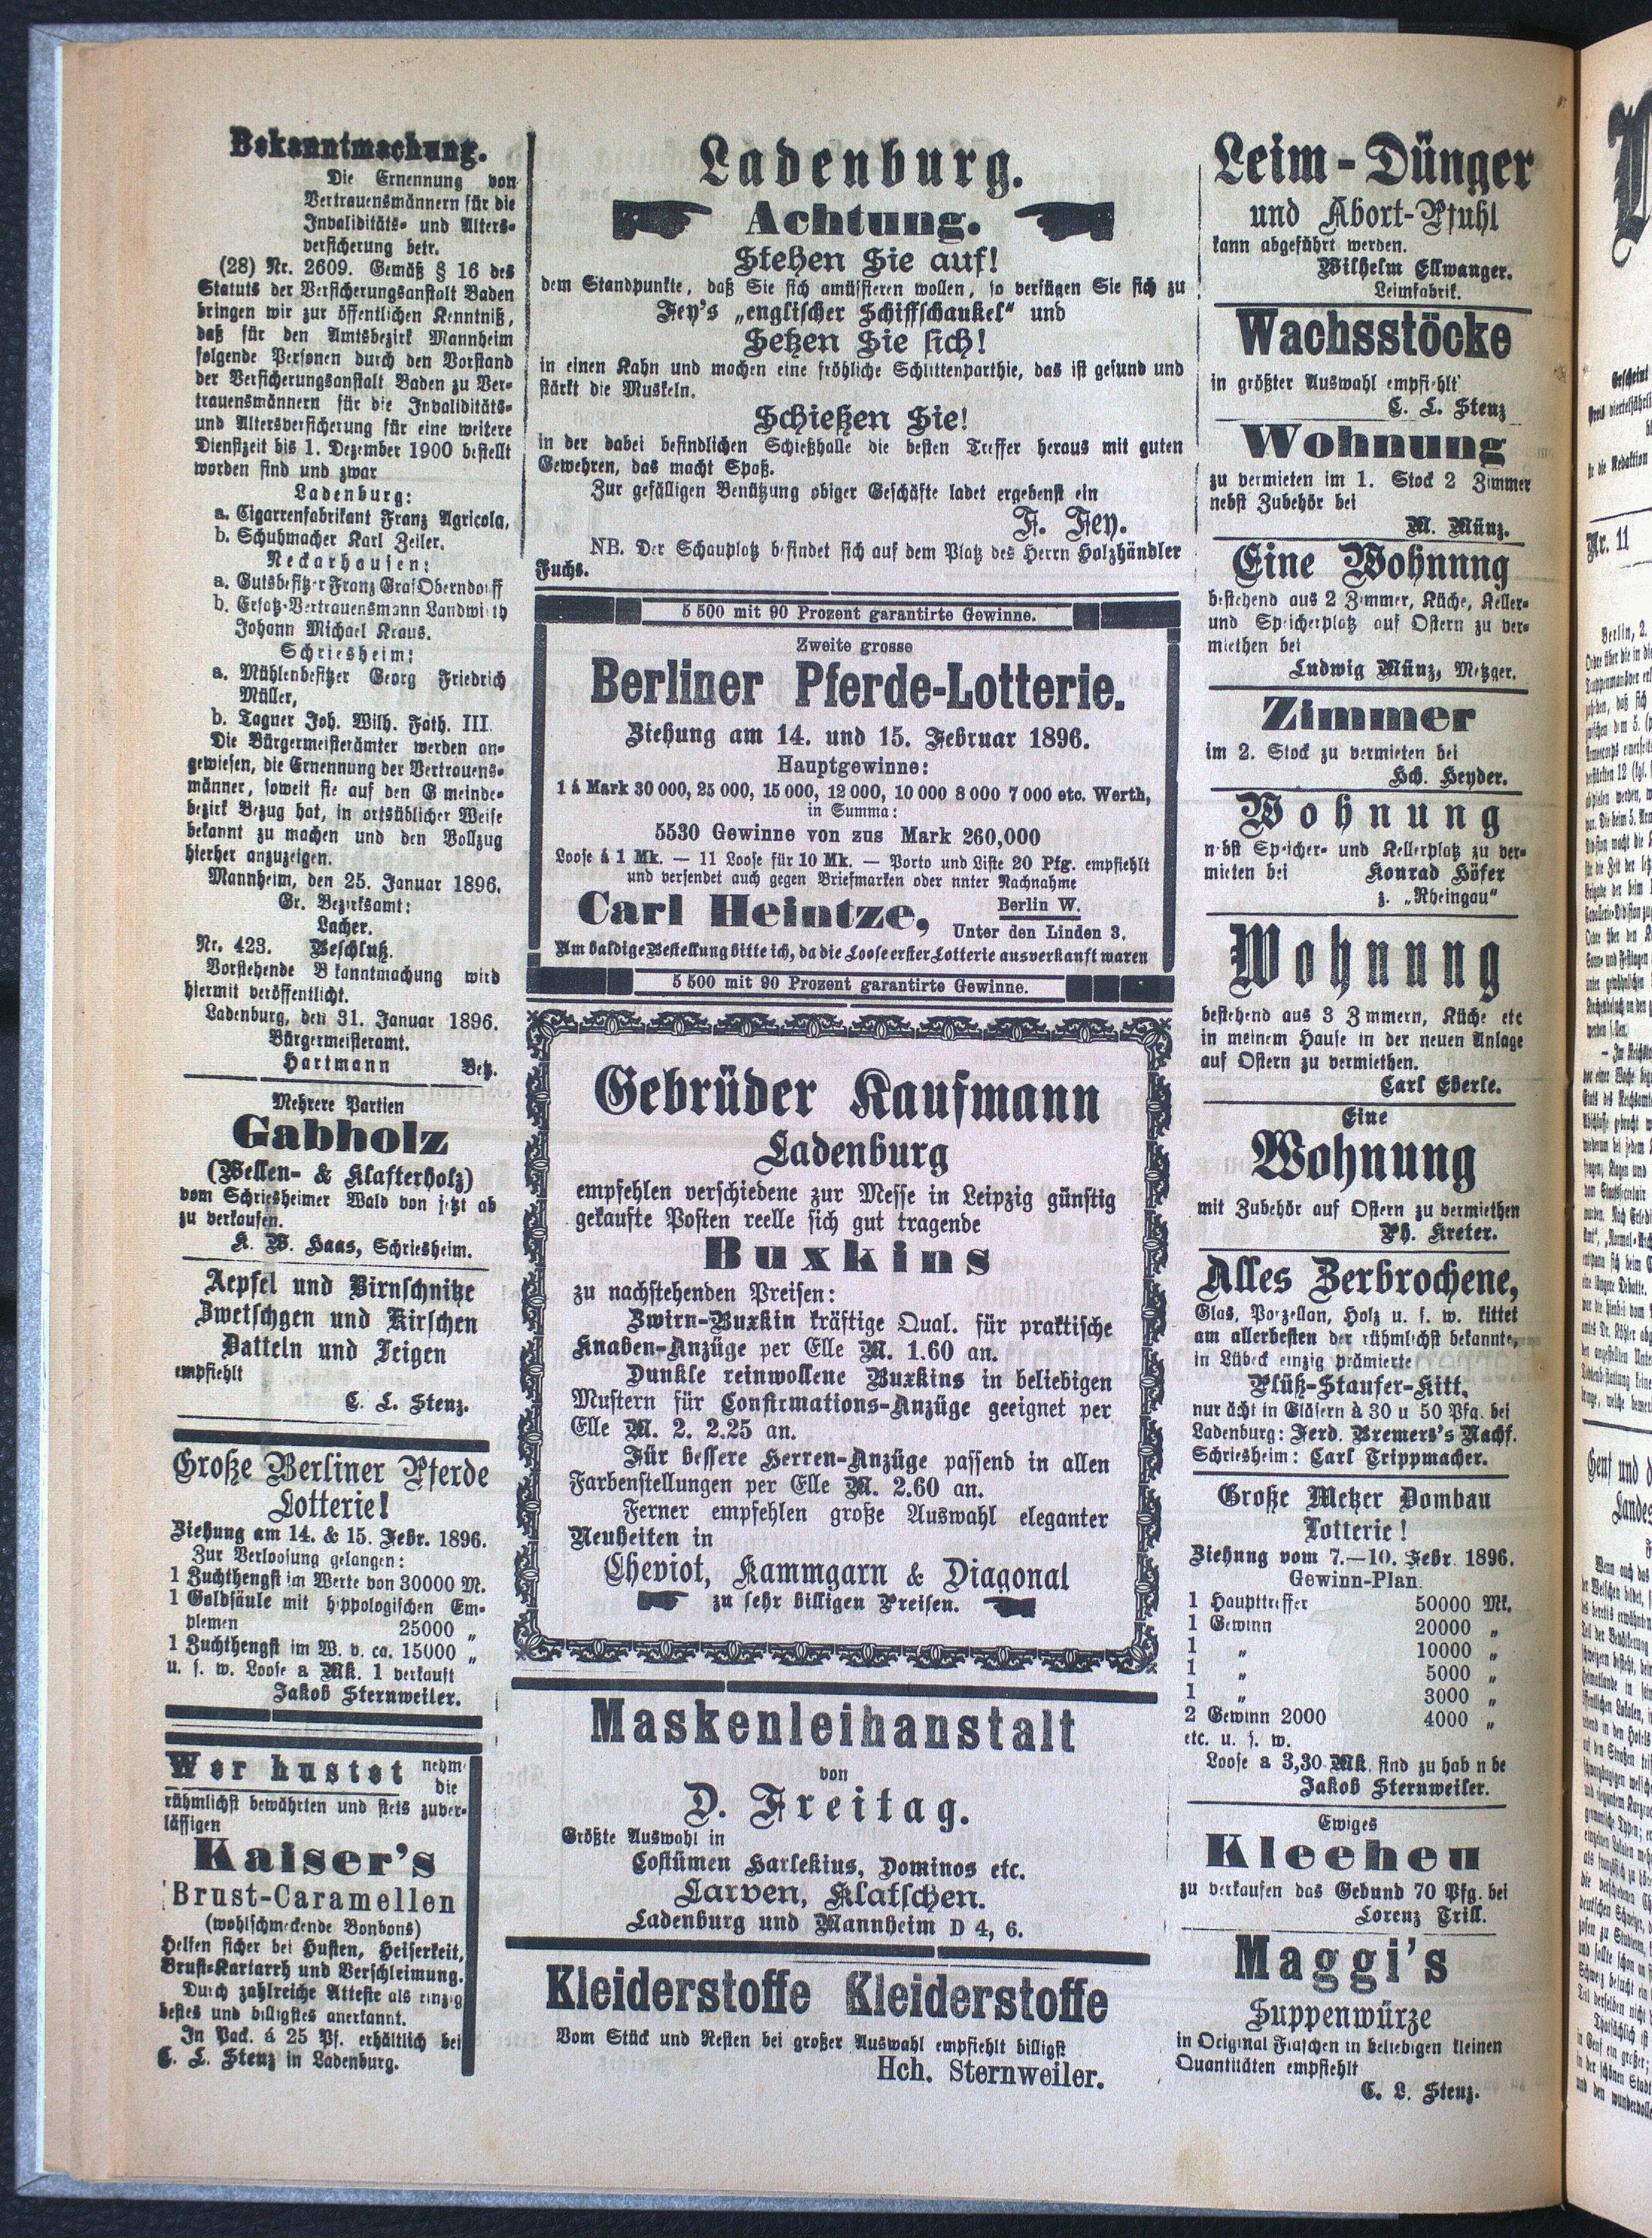 Bekanntmachung.
Die Ernennung von
Vertrauensmännern für die
Invaliditäts- und Alters-
versicherung betr.
(28) Nr. 2609. Gemäß § 16 des
Statuts der Versicherungsanstalt Baden
bringen wir zur öffentlichen Kenntniß,
daß für den Amtsbezirk Mannheim
folgende Personen durch den Vorstand
der Versicherungsanstalt Baden zu Ver-
trauensmännern für die Invaliditäts-
und Altersversicherung für eine weitere
Dienstzeit bis 1. Dezember 1900 bestellt
worden sind und zwar
Ladenburg:
a. Cigarrenfabrikant Franz Agricola,
b. Schuhmacher Karl Zeiler.
Neckarhausen:
a. Gutsbesitzer Franz Graf Oberndorff
b. Ersatz-Vertrauensmann Landwirth
Johann Michael Kraus.
Schriesheim:
a. Mühlenbesitzer Georg Friedrich
Müller,
b. Tagner Joh. Wilh. Fath. III.
Die Bürgermeisterämter werden an-
gewiesen, die Ernennung der Vertrauens-
männer, soweit sie auf den Gmeinde-
bezirk Bezug hat, in ortsüblicher Weise
bekannt zu machen und den Vollzug
hierher anzuzeigen.
Mannheim, den 25. Januar 1896.
Gr. Bezirksamt:
Lacher.
Nr. 423. Beschluß.
Vorstehende Bkanntmachung wird
hiermit veröffentlicht.
Ladenburg, den 31. Januar 1896.
Bürgermeisteramt.
Hartmann Betz.
Mehrere Partien
Gabholz
(Wellen- & Klafterholz)
vom Schriesheimer Wald von jetzt ab
zu verkaufen.
K. W. Haas, Schriesheim.
Aepfel und Birnschnitze
Zwetschgen und Kirschen
Datteln und Feigen
empfiehlt
C. L. Stenz.
Große Berliner Pferde
Lotterie!
Ziehung am 14. & 15. Febr. 1896.
Zur Verloosung gelangen:
1 Zuchthengst im Werte von 30000 M.
1 Goldsäule mit hippologischen Em-
plemen 25000 „
1 Zuchthengst im W. v. ca. 15000 „
u. s. w. Loose a Mk. 1 verkauft
Jakob Sternweiler.
Wer hustet nehm-
die
rühmlichst bewährten und stets zuver-
lässigen
Kaiser's
Brust-Caramellen
(wohlschmeckende Bonbons)
Helfen sicher bei Husten, Heiserkeit,
Brust-Kartarrh und Verschleimung.
Durch zahlreiche Atteste als einzig
bestes und billigstes anerkannt.
In Pack. á 25 Pf. erhältlich bei
C. L. Stenz in Ladenburg.
Ladenburg.
Achtung.
Stehen Sie auf!
dem Standpunkte, daß Sie sich amüssieren wollen, so verfügen Sie sich zu
Fey's „englischer Schiffschaukel" und
Setzen Sie sich!
in einen Kahn und machen eine fröhliche Schlittenparthie, das ist gesund und
stärkt die Muskeln.
Schießen Sie!
in der dabei befindlichen Schießhalle die besten Treffer heraus mit guten
Gewehren, das macht Spaß.
Zur gefälligen Benützung obiger Geschäfte ladet ergebenst ein
F. Fey.
NB. Der Schauplatz befindet sich auf dem Platz des Herrn Holzhändler
Fuchs.
5 500 mit 90 Prozent garantirte Gewinne.
Zweite grosse
Berliner Pferde-Lotterie.
Ziehung am 14. und 15. Februar 1896.
Hauptgewinne:
1 á Mark 30 000, 25 000, 15 000, 12 000, 10 000 8 000 7 000 etc. Werth,
in Summa:
5530 Gewinne von zus Mark 260,000
Loose á 1 Mk. — 11 Loose für 10 Mk. — Porto und Liste 20 Pfg. empfiehlt
und versendet auch gegen Briefmarken oder nnter Nachnahme
Carl Heintze, Berlin W.
Unter den Linden 3.
Um baldige Bestellung bitte ich, da die Loose erster Lotterie ausverkauft waren
5 500 mit 90 Prozent garantirte Gewinne.
Gebrüder Kaufmann
Ladenburg
empfehlen verschiedene zur Messe in Leipzig günstig
gekaufte Posten reelle sich gut tragende
Buxkins
zu nachstehenden Preisen:
Zwirn-Buxkin kräftige Qual. für praktische
Knaben-Anzüge per Elle M. 1.60 an.
Dunkle reinwollene Buxkins in beliebigen
Mustern für Confirmations-Anzüge geeignet per
Elle M. 2. 2.25 an.
Für bessere Herren-Anzüge passend in allen
Farbenstellungen per Elle M. 2.60 an.
Ferner empfehlen große Auswahl eleganter
Neuheiten in
Cheviot, Kammgarn & Diagonal
zu sehr billigen Preisen.
Maskenleihanstalt
von
D. Freitag.
Größte Auswahl in
Costümen Harlekius, Dominos etc.
Larven, Klatschen.
Ladenburg und Mannheim D 4, 6.
Kleiderstoffe Kleiderstoffe
Vom Stück und Resten bei großer Auswahl empfiehlt billigst
Hch. Sternweiler.
Leim-Dünger
und Abort-Pfuhl
kann abgeführt werden.
Wilhelm Ellwanger.
Leimfabrik.
Wachsstöcke
in größter Auswahl empfiehlt
C. L. Stenz
Wohnung
zu vermieten im 1. Stock 2 Zimmer
nebst Zubehör bei
M. Münz.
Eine Wohnnng
bestehend aus 2 Zimmer, Küche, Keller-
und Speicherplatz auf Ostern zu ver-
miethen bei
Ludwig Münz, Metzger.
Zimmer
im 2. Stock zu vermieten bei
Hch. Heyder.
Wohnung
nebst Speicher- und Kellerplatz zu ver-
mieten bei Konrad Höfer
z. „Rheingau"
Wohnung
bestehend aus 3 Zimmern, Küche etc
in meinem Hause in der neuen Anlage
auf Ostern zu vermiethen.
Carl Eberle.
Eine
Wohnung
mit Zubehör auf Ostern zu vermiethen
Ph. Kreter.
Alles Zerbrochene,
Glas, Porzellan, Holz u. s. w. kittet
am allerbesten der rühmlichst bekannte,
in Lübeck einzig prämierte
Plüß-Staufer-Kitt,
nur ächt in Gläsern à 30 u 50 Pfg. bei
Ladenburg: Ferd. Bremers's Nachf.
Schriesheim: Carl Trippmacher.
Große Metzer Dombau
Lotterie!
Ziehung vom 7.—10. Febr 1896.
Gewinn-Plan.
1 Haupttreffer 50000 Mk.
1 Gewinn 20000 „
1 „ 10000 „
1 „ 5000 „
1 „ 3000 „
2 Gewinn 2000 4000 „
etc. u. s. w.
Loose a 3,30 Mk. sind zu hab n be
Jakob Sternweiler.
Ewiges
Kleeheu
zu verkaufen das Gebund 70 Pfg. bei
Lorenz Trill.
Maggi's
Suppenwürze
in Original Flaschen in beliebigen kleinen
Quantitäten empfiehlt
C. L. Stenz.
Nr. 11